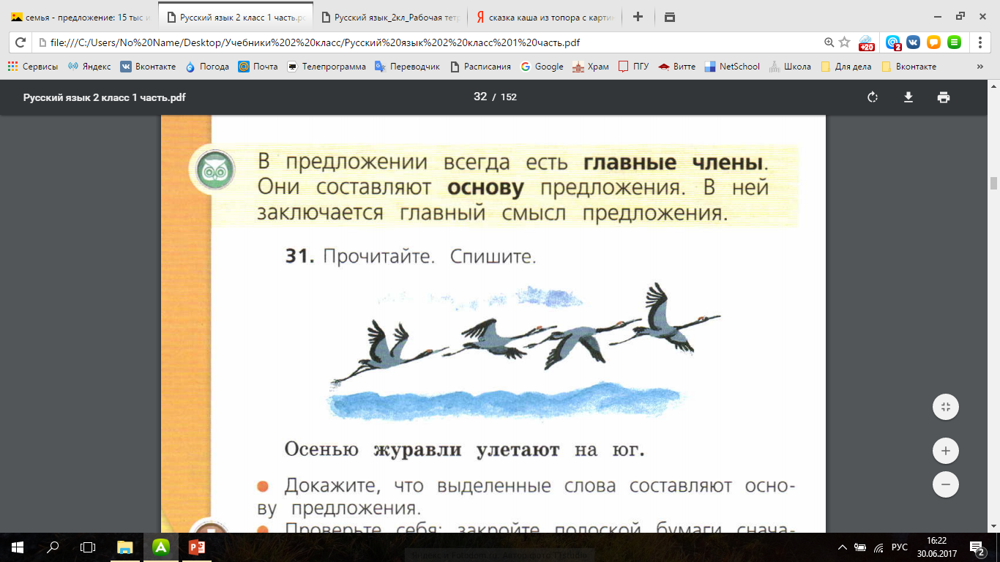 семья - предложение: 15 тыс и
Русский язык 2 класс 1 часть.pd
Русский язык_2кл_Рабочая тетр
сказка каша из топора с картин
file:///C:/Users/No%20Name/Desktop/Учебники%202%20класс/Русский%20язык%202%20класс%201%20часть.pdf
+20
2
Сервисы Яндекс Вконтакте Погода Почта Телепрограмма Переводчик Расписания Google Храм ПГУ Витте NetSchool Школа Для дела Вконтакте »
Русский язык 2 класс 1 часть.pdf
32 / 152
В предложении всегда есть главные члены.
Они составляют основу предложения. В ней
заключается главный смысл предложения.
31. Прочитайте. Спишите.
Осенью журавли улетают на юг.
Докажите, что выделенные слова составляют осно-
ву предложения.
Проверьте себя: закройте полоской бумаги снача-
РУС
16:22
30.06.2017
2